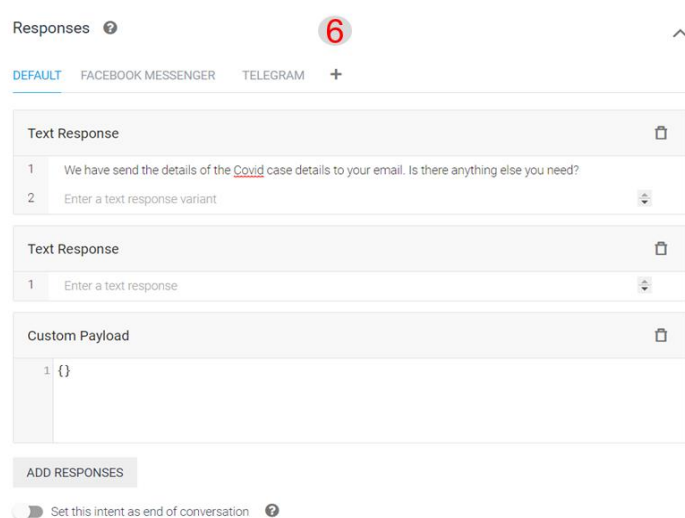 Responses ?
6
DEFAULT FACEBOOK MESSENGER TELEGRAM +
Text Response
1 We have send the details of the Covid case details to your email. Is there anything else you need?
2 Enter a text response variant
Text Response
1 Enter a text response
Custom Payload
1 {}
ADD RESPONSES
Set this intent as end of conversation ?